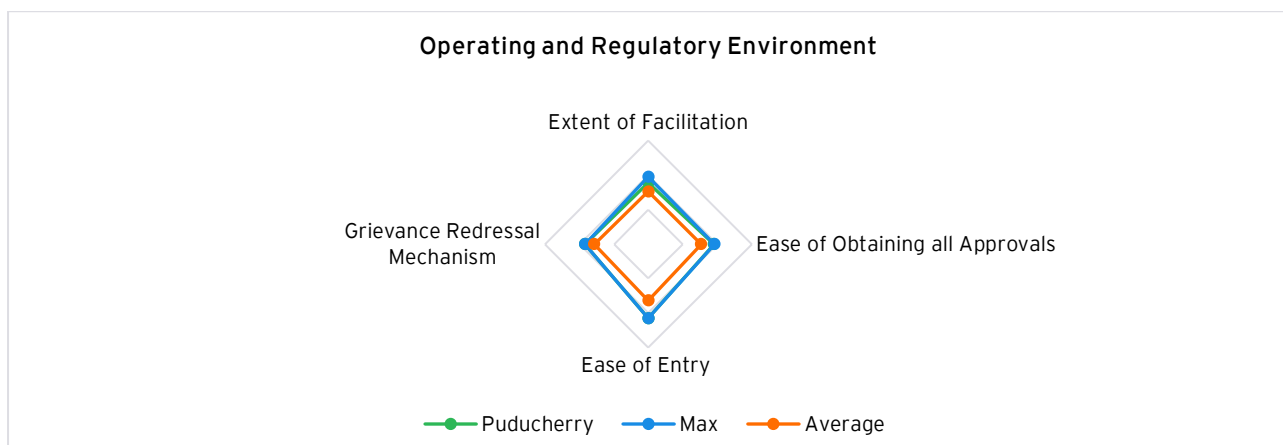 Operating and Regulatory Environment
Extent of Facilitation
Grievance Redressal
Mechanism
Ease of Obtaining all Approvals
Ease of Entry
Puducherry Max Average